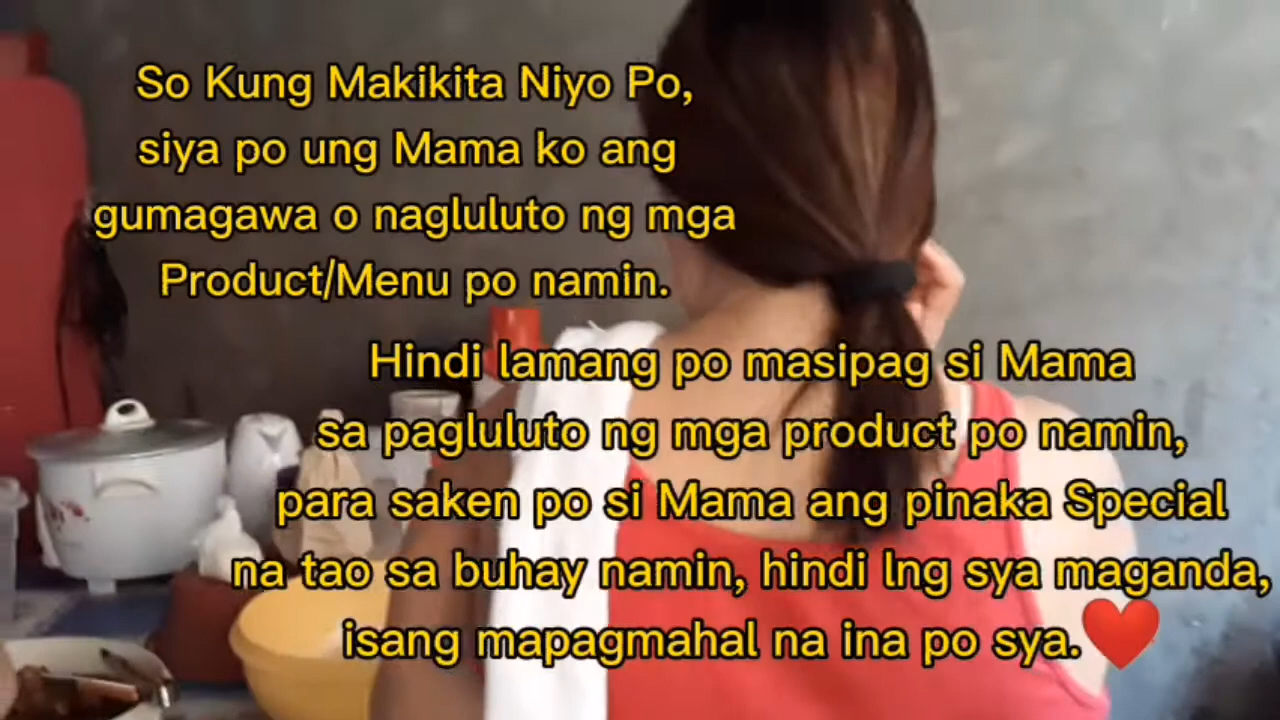 So Kung Makikita Niyo Po,
siya po ung Mama ko ang
gumagawa o nagluluto ng mga
Product/Menu po namin.
Hindi lamang po masipag si Mama
sa pagluluto ng mga product po namin,
para saken po si Mama ang pinaka Special
na tao sa buhay namin, hindi lng sya maganda,
isang mapagmahal na ina po sya.❤️